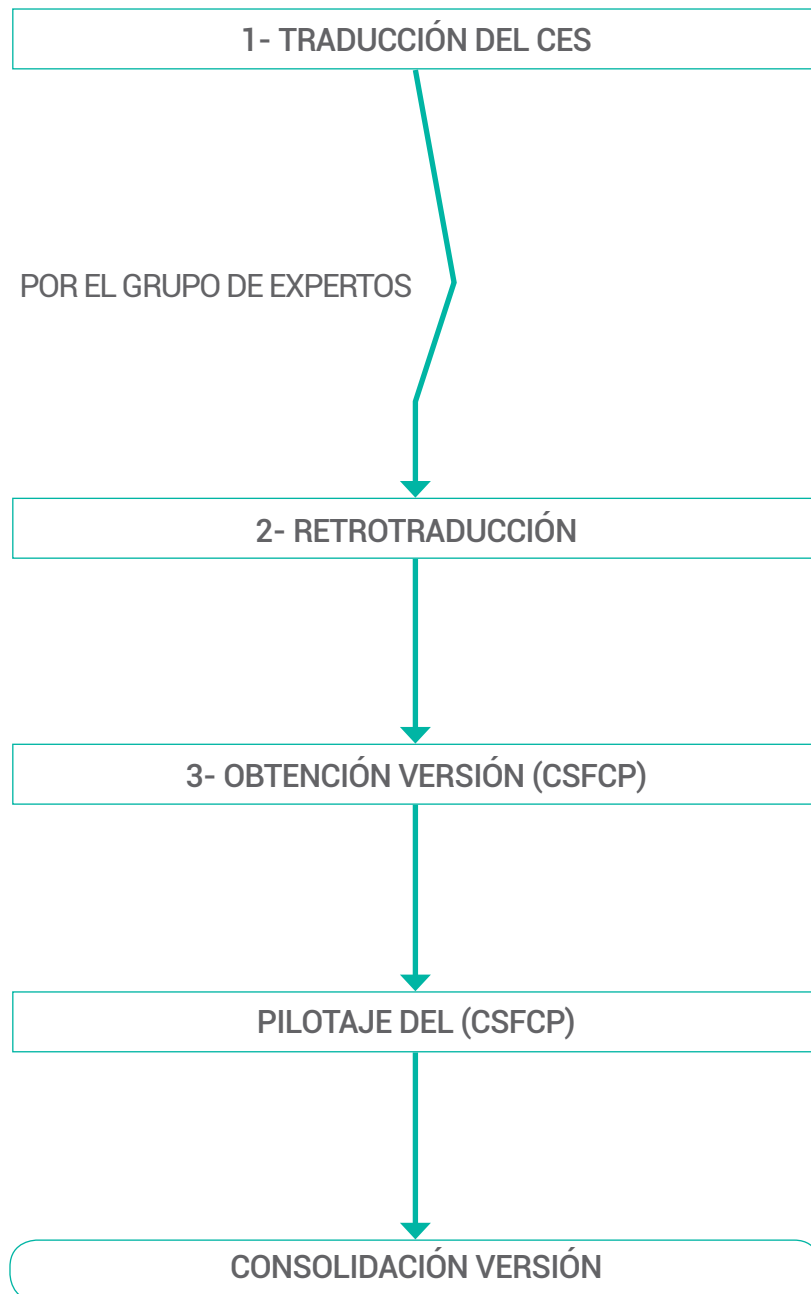 1- TRADUCCIÓN DEL CES
POR EL GRUPO DE EXPERTOS
2- RETROTRADUCCIÓN
3- OBTENCIÓN VERSIÓN (CSFCP)
PILOTAJE DEL (CSFCP)
CONSOLIDACIÓN VERSIÓN